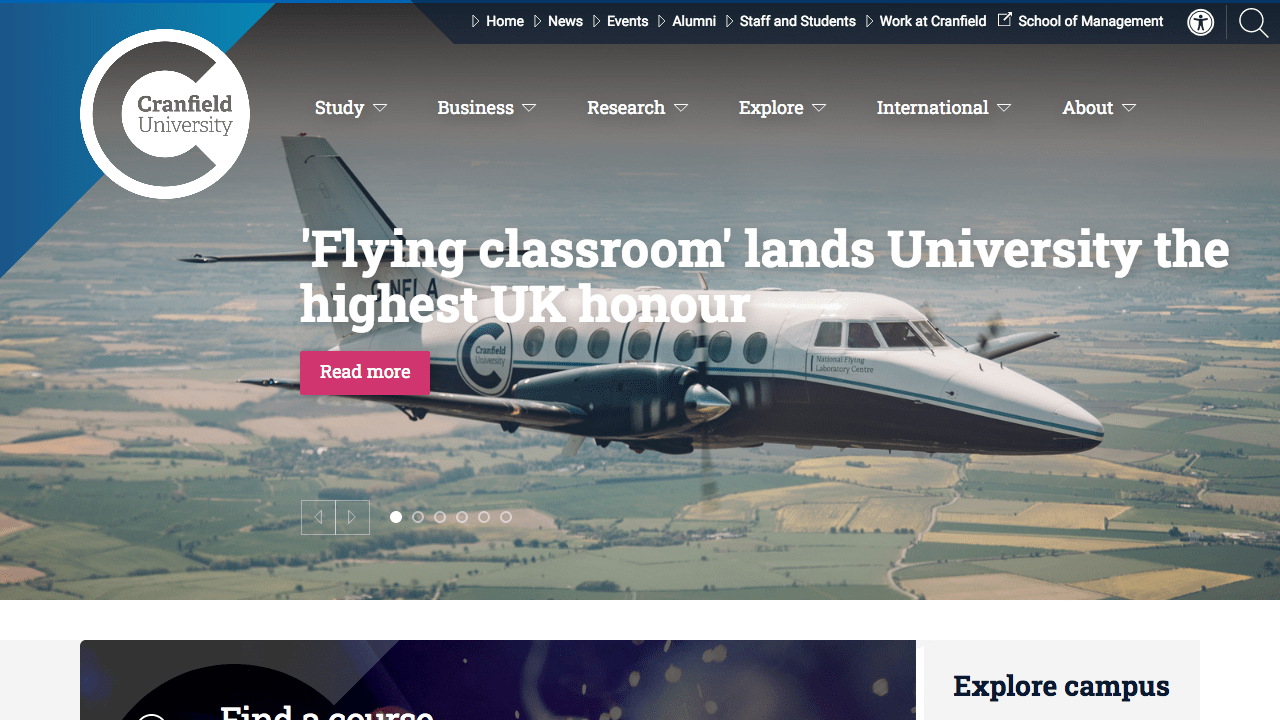 Home News Events Alumni Staff and Students Work at Cranfield School of Management
Cranfield
University
Study Business Research Explore International About
'Flying classroom' lands University the
highest UK honour
G-NFLA
Cranfield
University
National Flying
Laboratory Centre
Read more
Explore campus
Find a course